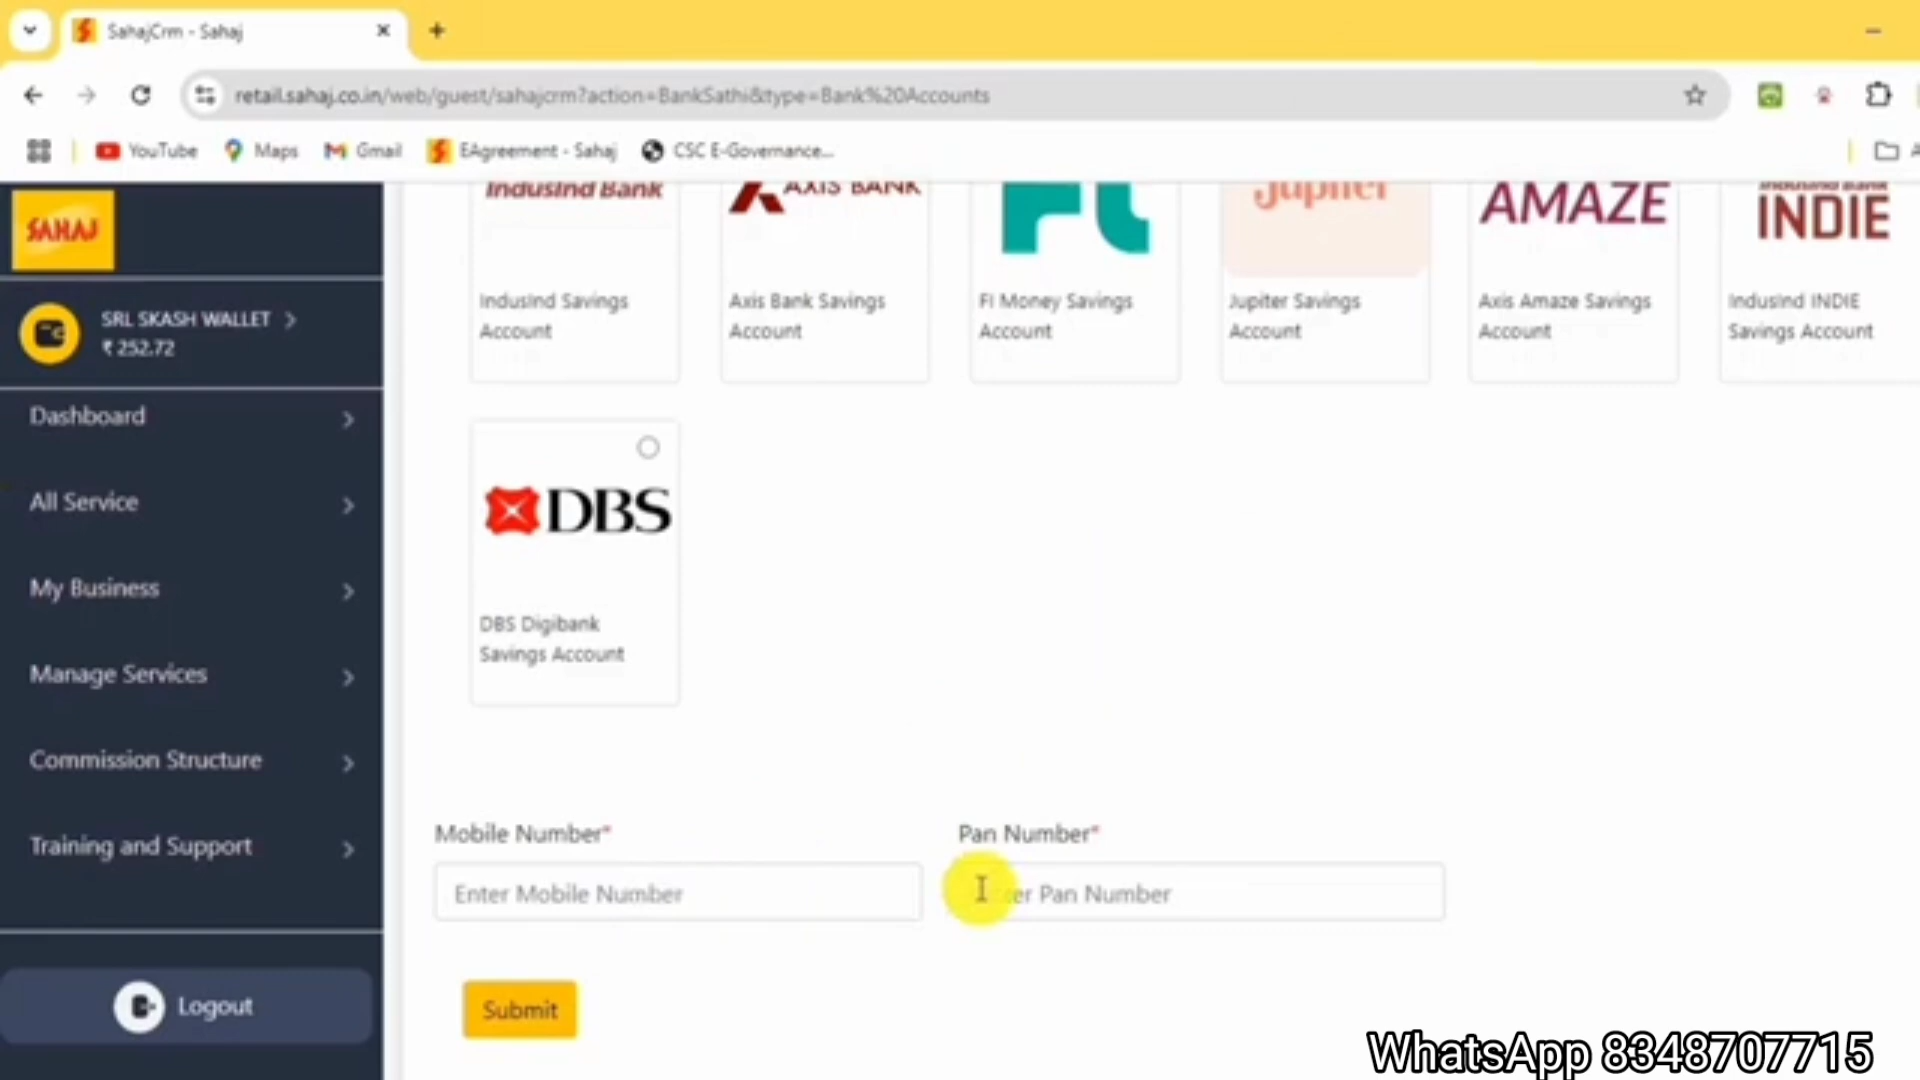 SahajCrm - Sahaj
retail.sahaj.co.in/web/guest/sahajcrm?action=BankSathi&type=Bank%20Accounts
YouTube
Maps
Gmail
EAgreement - Sahaj
CSC E-Governance...
SAHAJ
SRL SKASH WALLET
₹ 252.72
Dashboard
All Service
My Business
Manage Services
Commission Structure
Training and Support
Logout
IndusInd Bank
AXIS BANK
Jupiter
AMAZE
IndusInd Bank
INDIE
IndusInd Savings
Account
Axis Bank Savings
Account
FI Money Savings
Account
Jupiter Savings
Account
Axis Amaze Savings
Account
IndusInd INDIE
Savings Account
DBS
DBS Digibank
Savings Account
Mobile Number*
Pan Number*
Enter Mobile Number
Pan Number
Submit
WhatsApp 8348707715